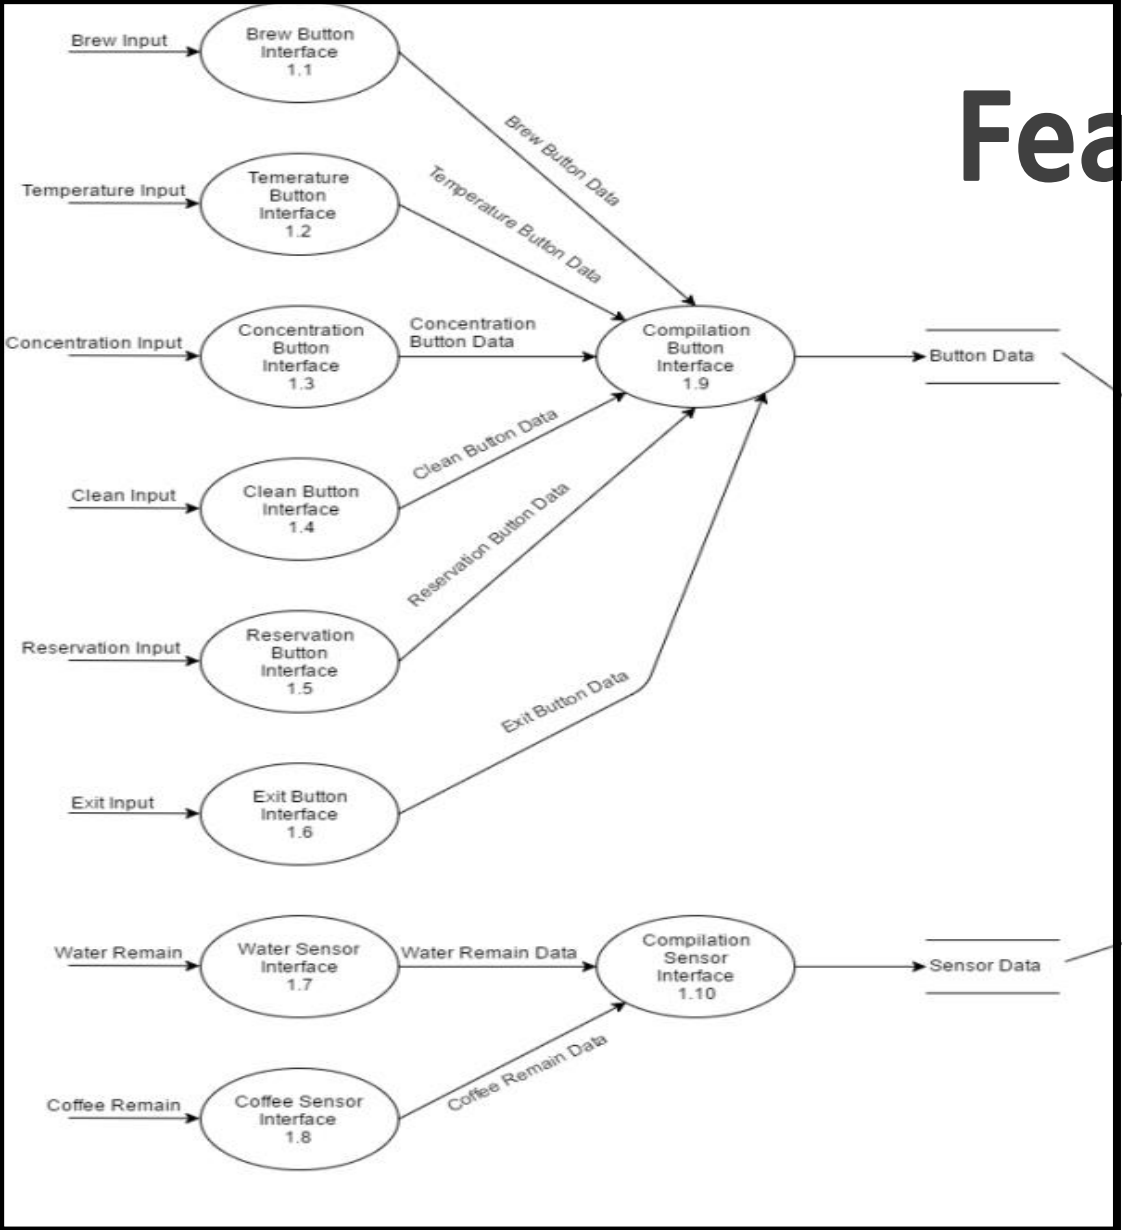 Brew Input
Brew Button
Interface
1.1
Brew Button Data
Fea
Temperature Input
Temerature
Button
Interface
1.2
Temperature Button Data
Concentration Input
Concentration
Button
Interface
1.3
Concentration
Button Data
Compilation
Button
Interface
1.9
Button Data
Clean Input
Clean Button
Interface
1.4
Clean Button Data
Reservation Input
Reservation
Button
Interface
1.5
Reservation Button Data
Exit Input
Exit Button
Interface
1.6
Exit Button Data
Water Remain
Water Sensor
Interface
1.7
Water Remain Data
Compilation
Sensor
Interface
1.10
Sensor Data
Coffee Remain
Coffee Sensor
Interface
1.8
Coffee Remain Data